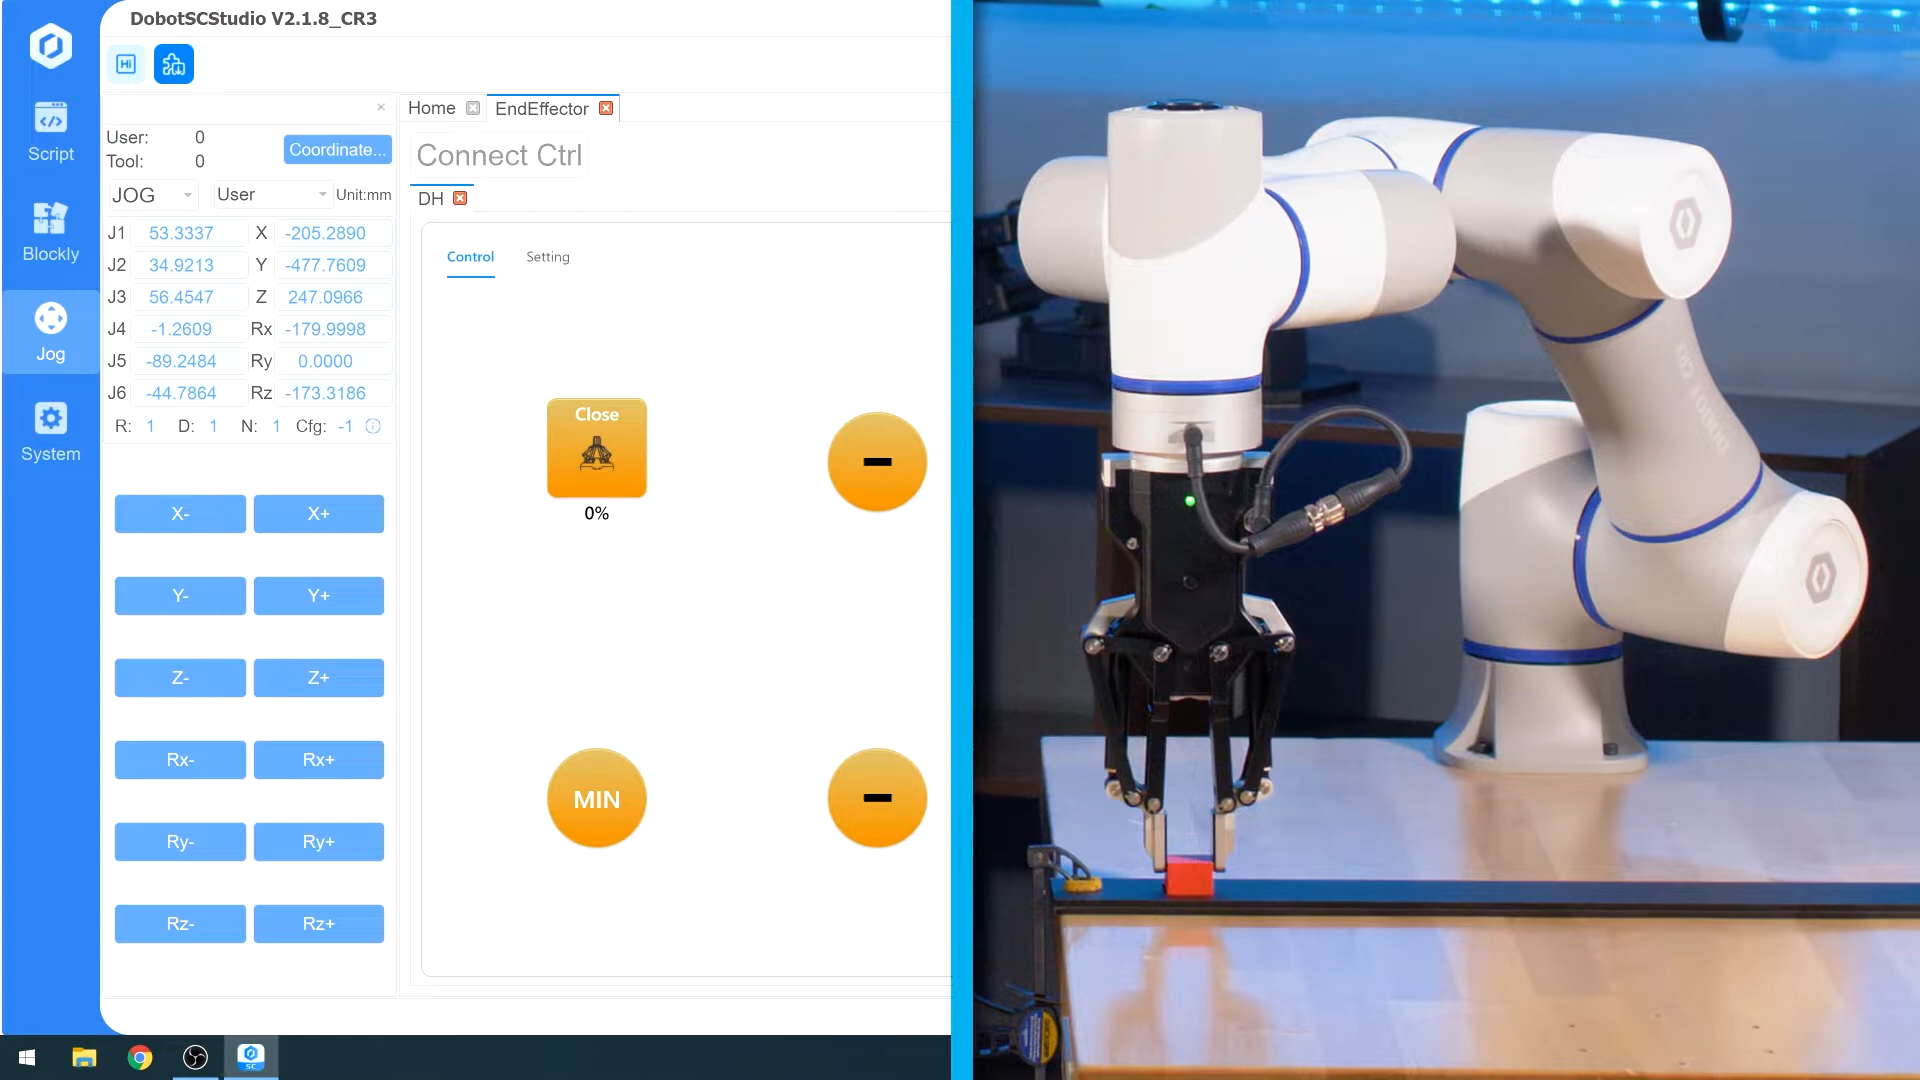 DobotSCStudio V2.1.8_CR3
Hi
Script
Blockly
Jog
System
User: 0
Tool: 0
Coordinate...
JOG User Unit:mm
J1 53.3337 X -205.2890
J2 34.9213 Y -477.7609
J3 56.4547 Z 247.0966
J4 -1.2609 Rx -179.9998
J5 -89.2484 Ry 0.0000
J6 -44.7864 Rz -173.3186
R: 1 D: 1 N: 1 Cfg: -1
X- X+
Y- Y+
Z- Z+
Rx- Rx+
Ry- Ry+
Rz- Rz+
Home EndEffector
Connect Ctrl
DH
Control Setting
Close
0%
MIN
SC